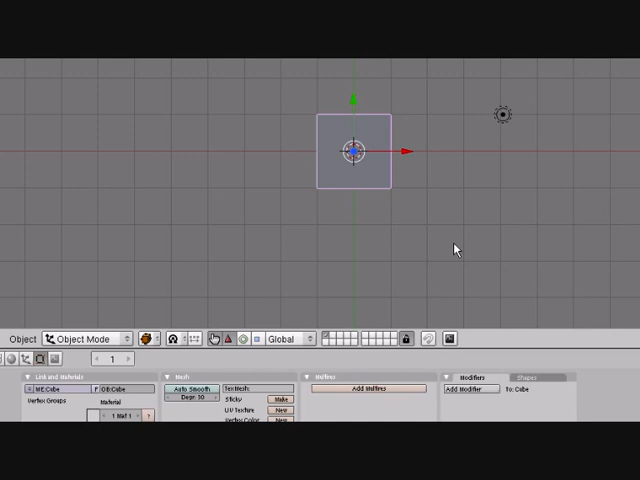 Object Object Mode Global
1
Link and Materials Mesh Multires Modifiers Shapes
ME:Cube F OB:Cube Auto Smooth TexMesh: Add Multires Add Modifier To: Cube
Degr: 30 Sticky Make
Vertex Groups Material UV Texture New
1 Mat 1 ? Vertex Color New